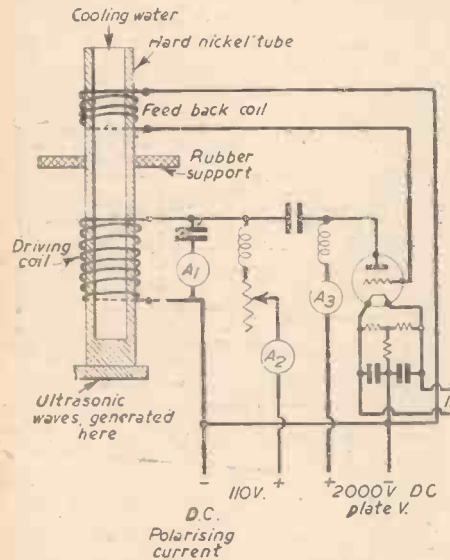 Cooling water
Hard nickel tube
Feed back coil
Rubber
support
Driving
coil
A1
A2
A3
Ultrasonic
waves, generated
here
- 110V. + + 2000V DC
plate V.
D.C.
Polarising
current